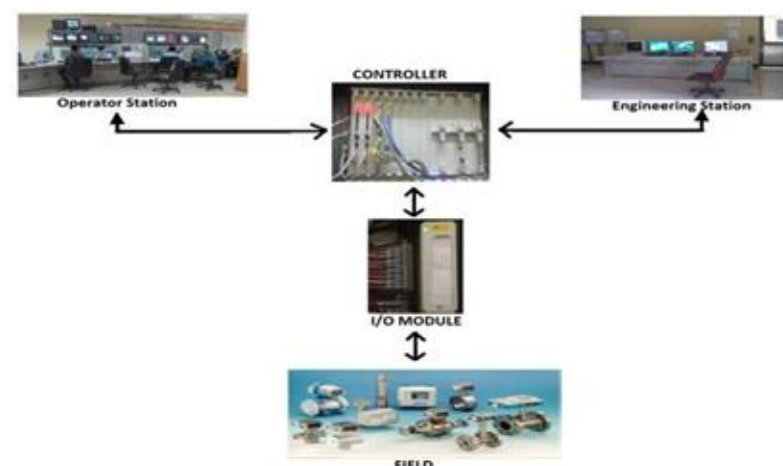 CONTROLLER
Operator Station
Engineering Station
I/O MODULE
FIELD